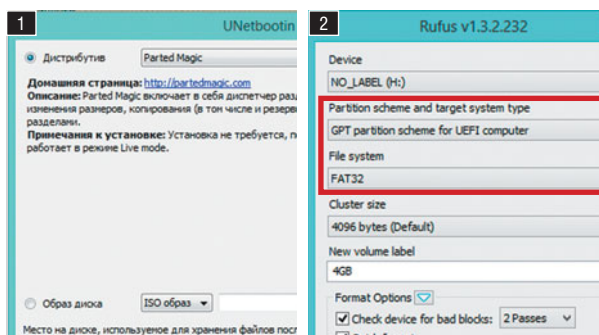 1
UNetbootin
Дистрибутив
Parted Magic
Домашняя страница: http://partedmagic.com
Описание: Parted Magic включает в себя диспетчер
изменения размеров, копирования (в том числе и
разделами.
Примечания к установке: Установка не требуется,
работает в режиме Live mode.
Образ диска
ISO образ
Место на диске, используемое для хранения файлов
2
Rufus v1.3.2.232
Device
NO_LABEL (H:)
Partition scheme and target system type
GPT partition scheme for UEFI computer
File system
FAT32
Cluster size
4096 bytes (Default)
New volume label
4GB
Format Options
Check device for bad blocks: 2 Passes